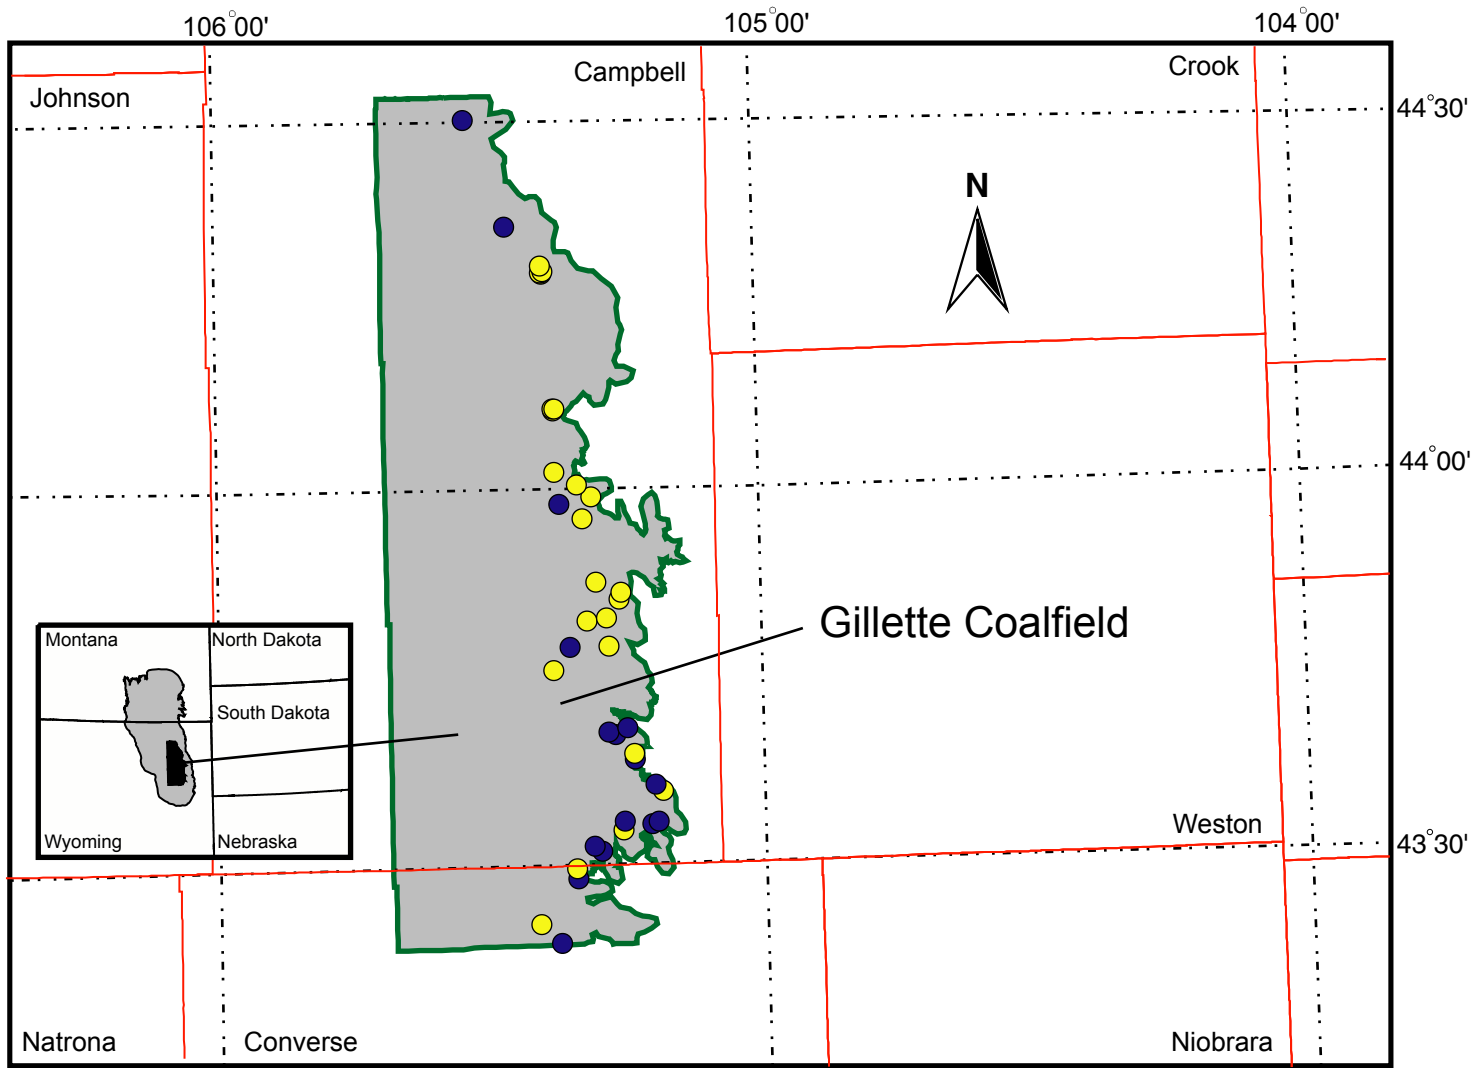 106°00'
105°00'
104°00'
Campbell
Crook
Johnson
44°30'
N
44°00'
Gillette Coalfield
Montana
North Dakota
South Dakota
Wyoming
Nebraska
Weston
43°30'
Natrona
Converse
Niobrara